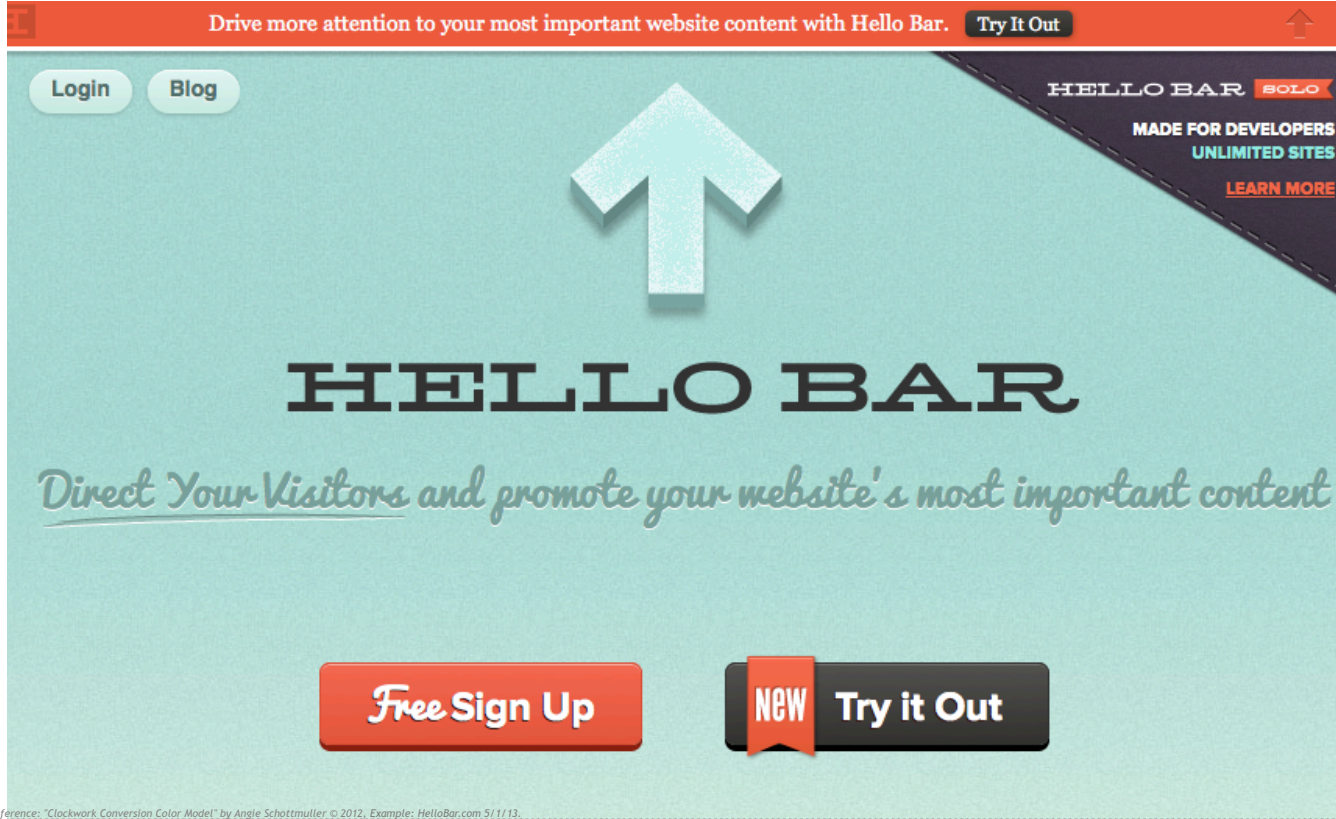 Drive more attention to your most important website content with Hello Bar. Try It Out
Login Blog
HELLO BAR SOLO
MADE FOR DEVELOPERS
UNLIMITED SITES
LEARN MORE
HELLO BAR
Direct Your Visitors and promote your website's most important content
Free Sign Up
NEW Try it Out
ference: "Clockwork Conversion Color Model" by Angie Schottmuller © 2012, Example: HelloBar.com 5/1/13.